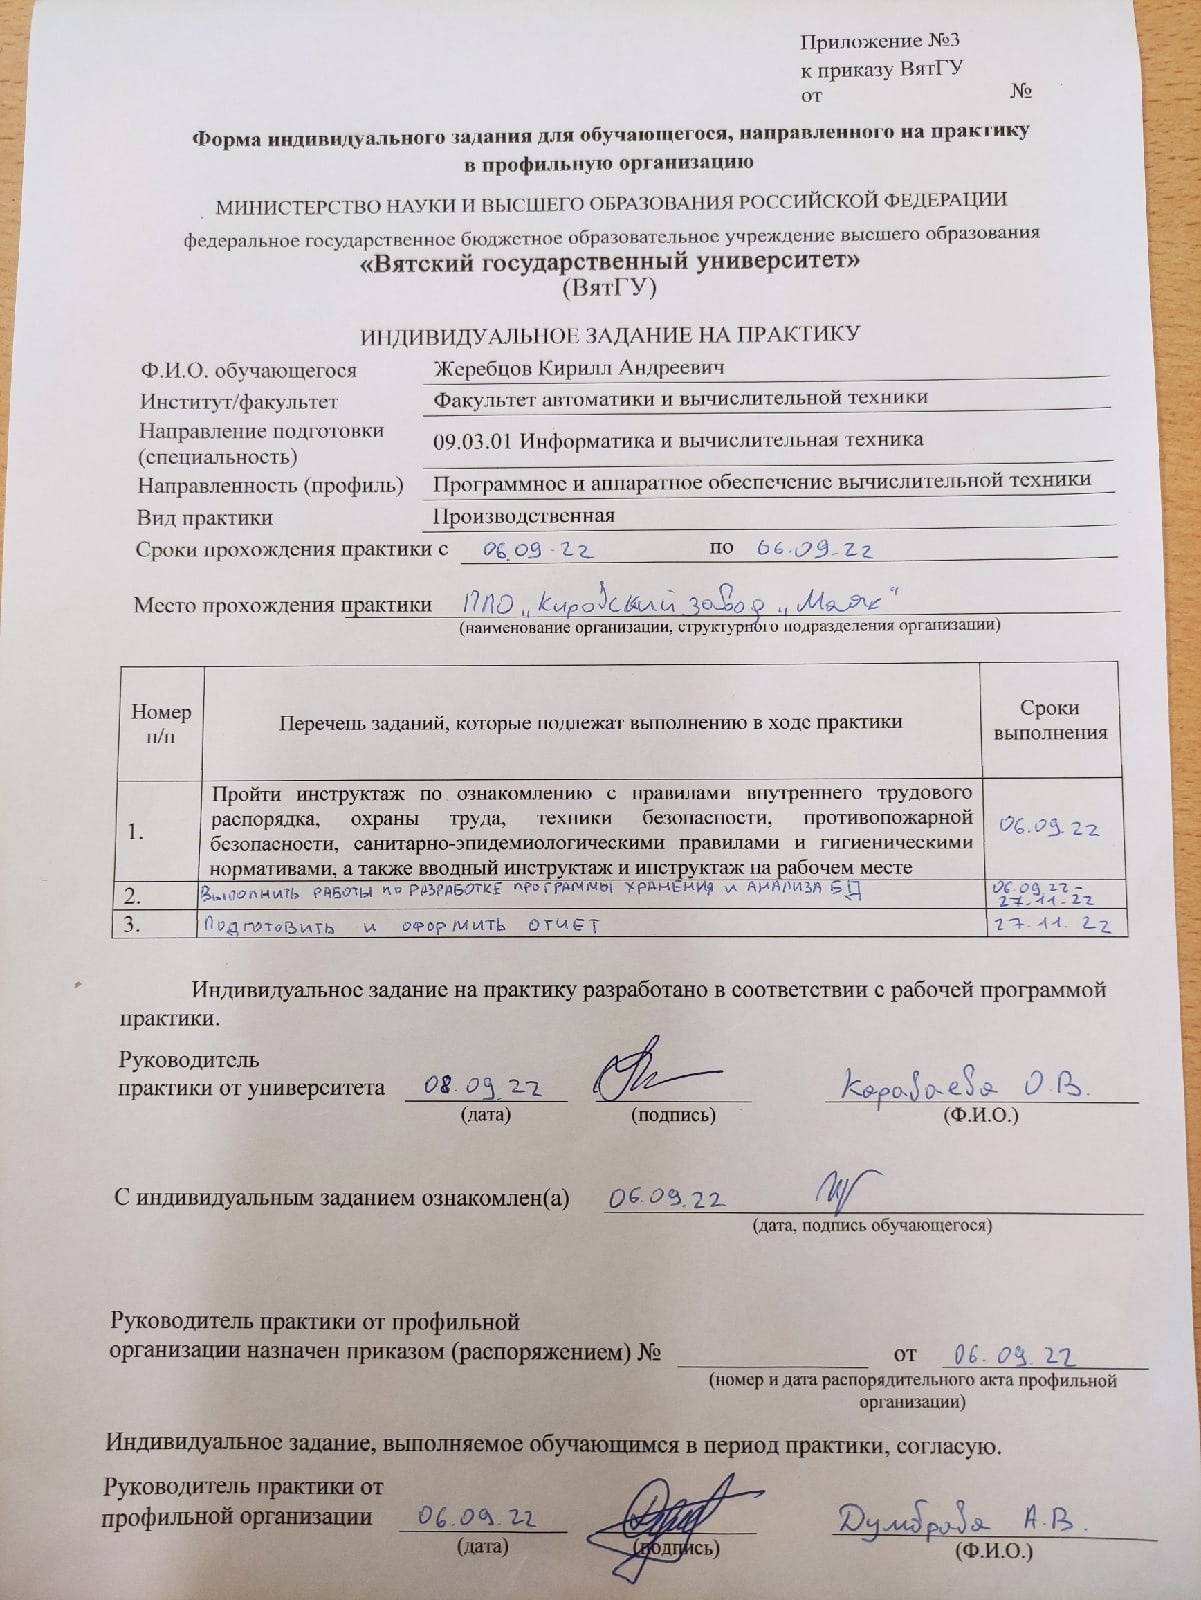 Приложение №3
к приказу ВятГУ
от №
Форма индивидуального задания для обучающегося, направленного на практику
в профильную организацию
МИНИСТЕРСТВО НАУКИ И ВЫСШЕГО ОБРАЗОВАНИЯ РОССИЙСКОЙ ФЕДЕРАЦИИ
федеральное государственное бюджетное образовательное учреждение высшего образования
«Вятский государственный университет»
(ВятГУ)
ИНДИВИДУАЛЬНОЕ ЗАДАНИЕ НА ПРАКТИКУ
Ф.И.О. обучающегося Жеребцов Кирилл Андреевич
Институт/факультет Факультет автоматики и вычислительной техники
Направление подготовки
(специальность) 09.03.01 Информатика и вычислительная техника
Направленность (профиль) Программное и аппаратное обеспечение вычислительной техники
Вид практики Производственная
Сроки прохождения практики с 06.09.22 по 06.09.22
Место прохождения практики ППО „Кировский завод „Маяк“
(наименование организации, структурного подразделения организации)
Номер
п/п
Перечень заданий, которые подлежат выполнению в ходе практики
Сроки
выполнения
1.
Пройти инструктаж по ознакомлению с правилами внутреннего трудового
распорядка, охраны труда, техники безопасности, противопожарной
безопасности, санитарно-эпидемиологическими правилами и гигиеническими
нормативами, а также вводный инструктаж и инструктаж на рабочем месте
06.09.22
2. Выполнить работы по разработке программы хранения и анализа БД 06.09.22-
27.11.22
3. Подготовить и оформить отчет 27.11.22
Индивидуальное задание на практику разработано в соответствии с рабочей программой
практики.
Руководитель
практики от университета 08.09.22 Караваева О.В.
(дата) (подпись) (Ф.И.О.)
С индивидуальным заданием ознакомлен(а) 06.09.22
(дата, подпись обучающегося)
Руководитель практики от профильной
организации назначен приказом (распоряжением) № от 06.09.22
(номер и дата распорядительного акта профильной
организации)
Индивидуальное задание, выполняемое обучающимся в период практики, согласую.
Руководитель практики от
профильной организации 06.09.22 Думброва А.В.
(дата) (подпись) (Ф.И.О.)